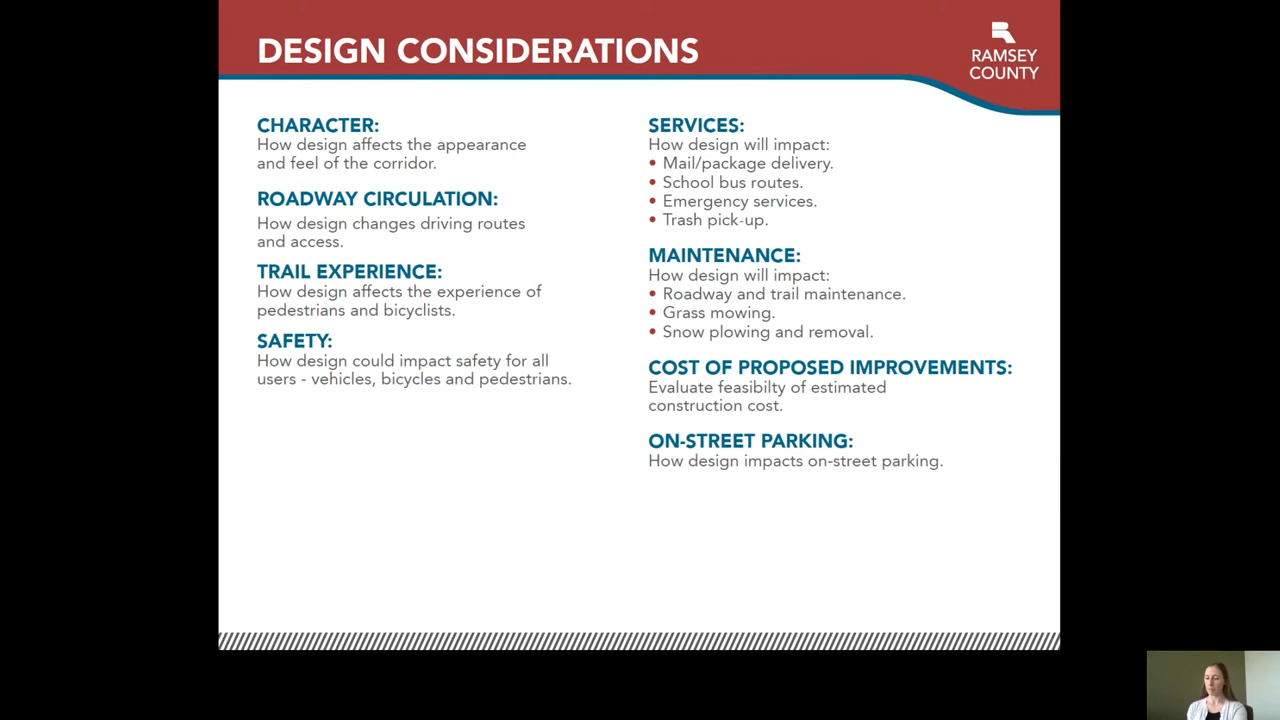 DESIGN CONSIDERATIONS
RAMSEY
COUNTY
CHARACTER:
How design affects the appearance
and feel of the corridor.
ROADWAY CIRCULATION:
How design changes driving routes
and access.
TRAIL EXPERIENCE:
How design affects the experience of
pedestrians and bicyclists.
SAFETY:
How design could impact safety for all
users - vehicles, bicycles and pedestrians.
SERVICES:
How design will impact:
• Mail/package delivery.
• School bus routes.
• Emergency services.
• Trash pick-up.
MAINTENANCE:
How design will impact:
• Roadway and trail maintenance.
• Grass mowing.
• Snow plowing and removal.
COST OF PROPOSED IMPROVEMENTS:
Evaluate feasibilty of estimated
construction cost.
ON-STREET PARKING:
How design impacts on-street parking.